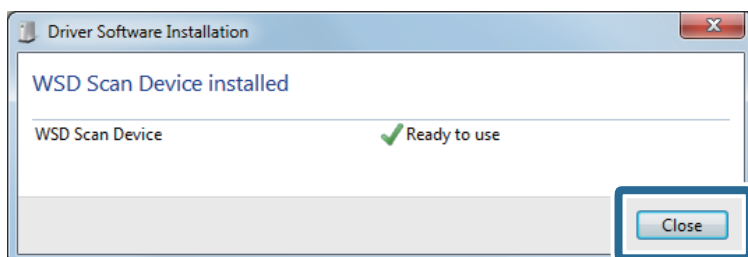 Driver Software Installation
WSD Scan Device installed
WSD Scan Device Ready to use
Close